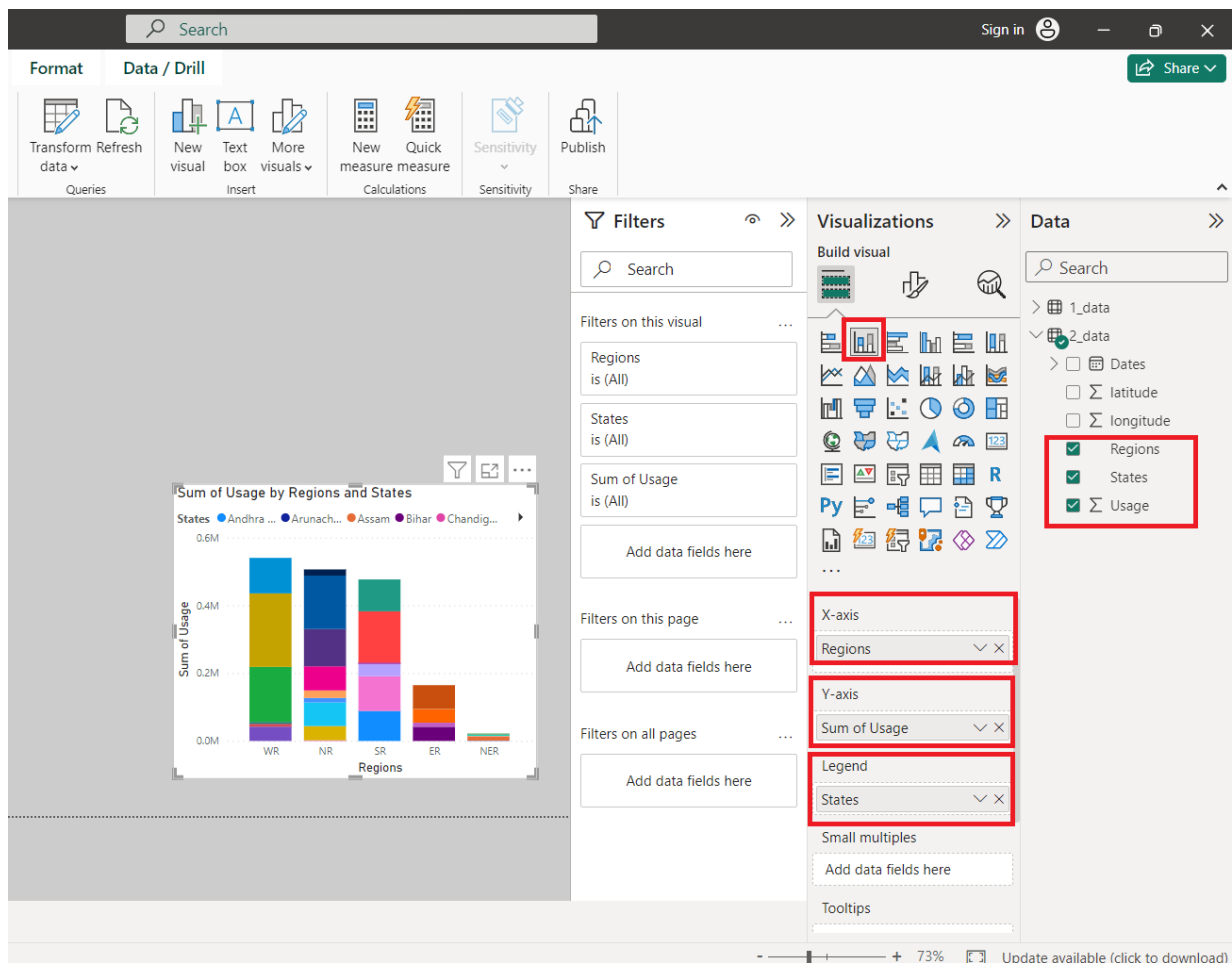 Search
Sign in
Format
Data / Drill
Share
Transform data
Refresh
Queries
New visual
Text box
More visuals
Insert
New measure
Quick measure
Calculations
Sensitivity
Sensitivity
Publish
Share
Sum of Usage by Regions and States
States Andhra ... Arunach... Assam Bihar Chandig...
0.6M
0.4M
0.2M
0.0M
Sum of Usage
WR NR SR ER NER
Regions
Filters
Search
Filters on this visual ...
Regions
is (All)
States
is (All)
Sum of Usage
is (All)
Add data fields here
Filters on this page ...
Add data fields here
Filters on all pages ...
Add data fields here
Visualizations
Build visual
123
R
Py
123
...
X-axis
Regions
Y-axis
Sum of Usage
Legend
States
Small multiples
Add data fields here
Tooltips
Data
Search
1_data
2_data
Dates
Σ latitude
Σ longitude
Regions
States
Σ Usage
- + 73%
Update available (click to download)